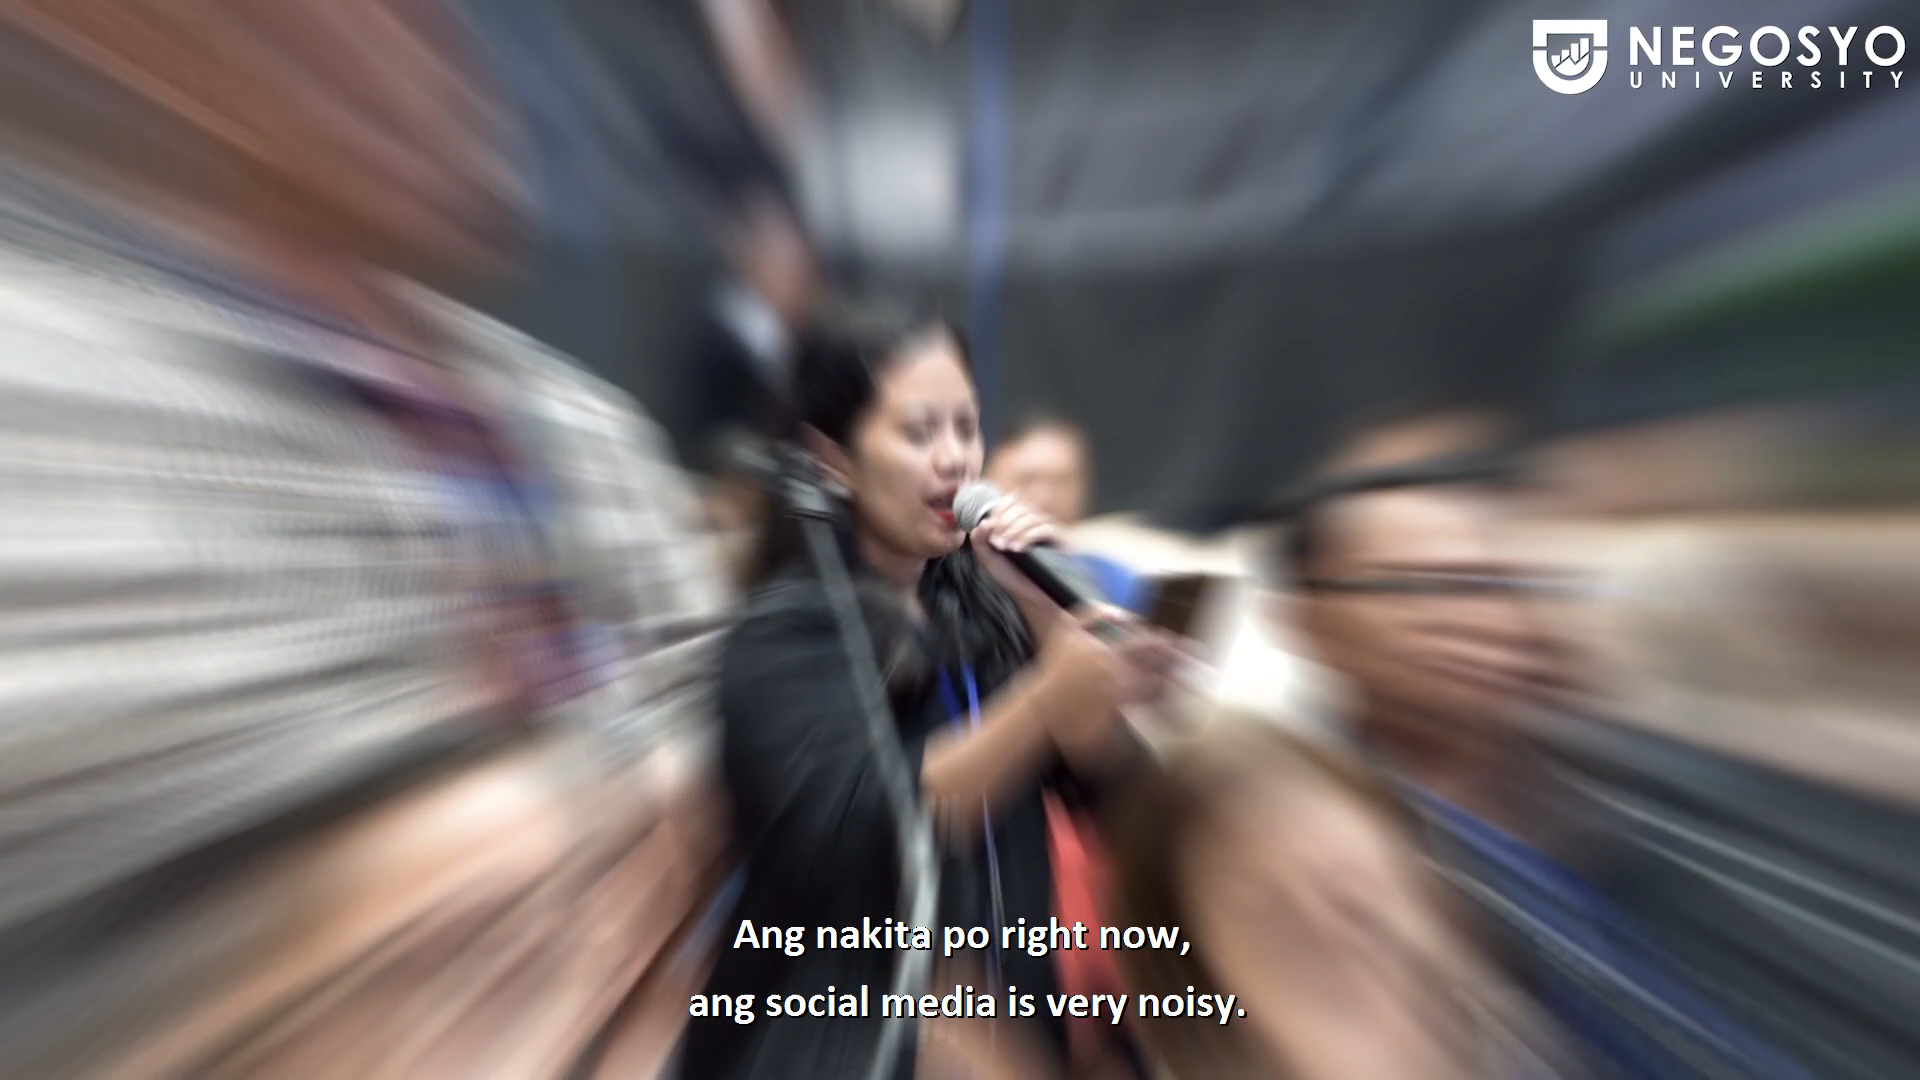 NEGOSYO
UNIVERSITY
Ang nakita po right now,
ang social media is very noisy.